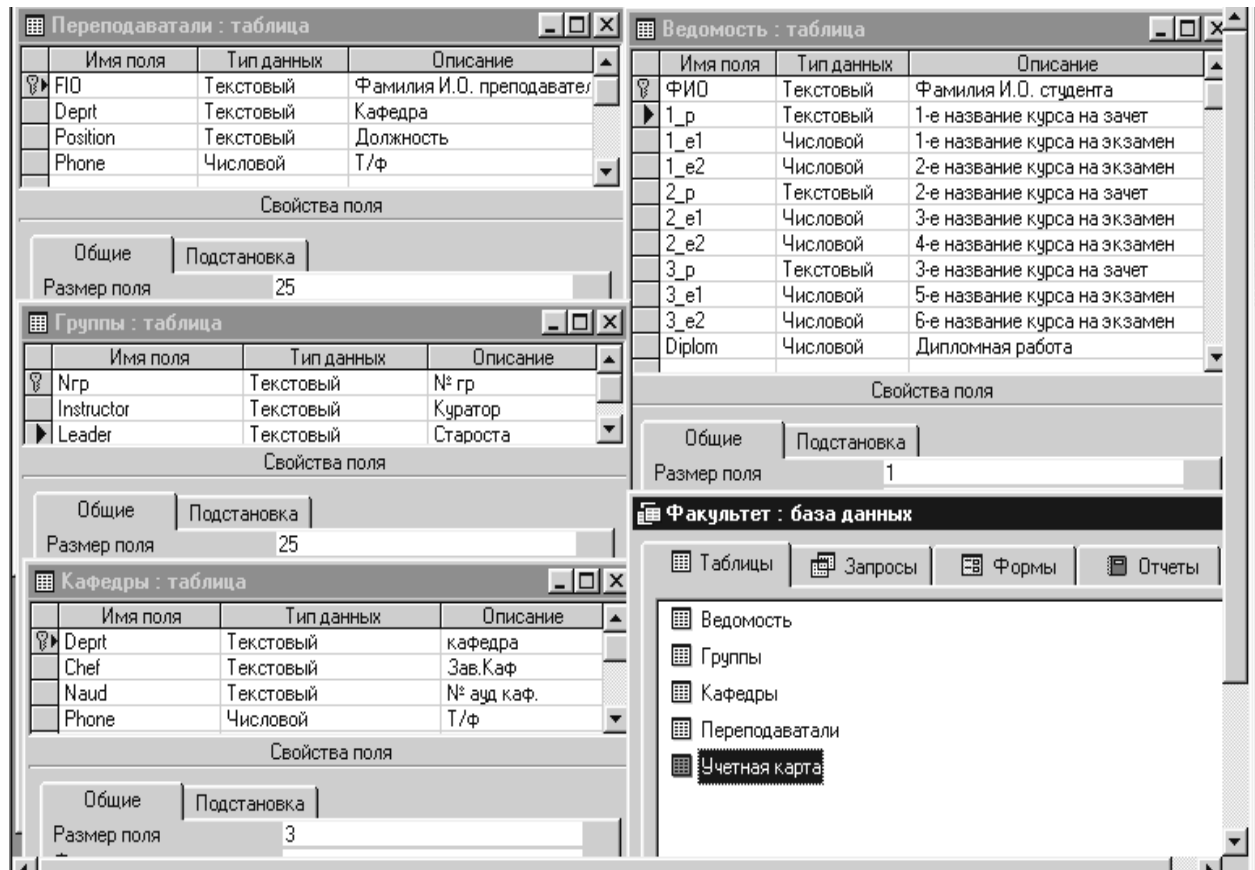 Переподаватали : таблица
Имя поля Тип данных Описание
FIO Текстовый Фамилия И.О. преподавател
Deprt Текстовый Кафедра
Position Текстовый Должность
Phone Числовой Т/ф
Свойства поля
Общие Подстановка
Размер поля 25
Группы : таблица
Имя поля Тип данных Описание
Nгр Текстовый № гр
Instructor Текстовый Куратор
Leader Текстовый Староста
Свойства поля
Общие Подстановка
Размер поля 25
Кафедры : таблица
Имя поля Тип данных Описание
Deprt Текстовый кафедра
Chef Текстовый Зав.Каф
Naud Текстовый № ауд каф.
Phone Числовой Т/ф
Свойства поля
Общие Подстановка
Размер поля 3
Ведомость : таблица
Имя поля Тип данных Описание
ФИО Текстовый Фамилия И.О. студента
1_p Текстовый 1-е название курса на зачет
1_e1 Числовой 1-е название курса на экзамен
1_e2 Числовой 2-е название курса на экзамен
2_p Текстовый 2-е название курса на зачет
2_e1 Числовой 3-е название курса на экзамен
2_e2 Числовой 4-е название курса на экзамен
3_p Текстовый 3-е название курса на зачет
3_e1 Числовой 5-е название курса на экзамен
3_e2 Числовой 6-е название курса на экзамен
Diplom Числовой Дипломная работа
Свойства поля
Общие Подстановка
Размер поля 1
Факультет : база данных
Таблицы Запросы Формы Отчеты
Ведомость
Группы
Кафедры
Переподаватали
Учетная карта